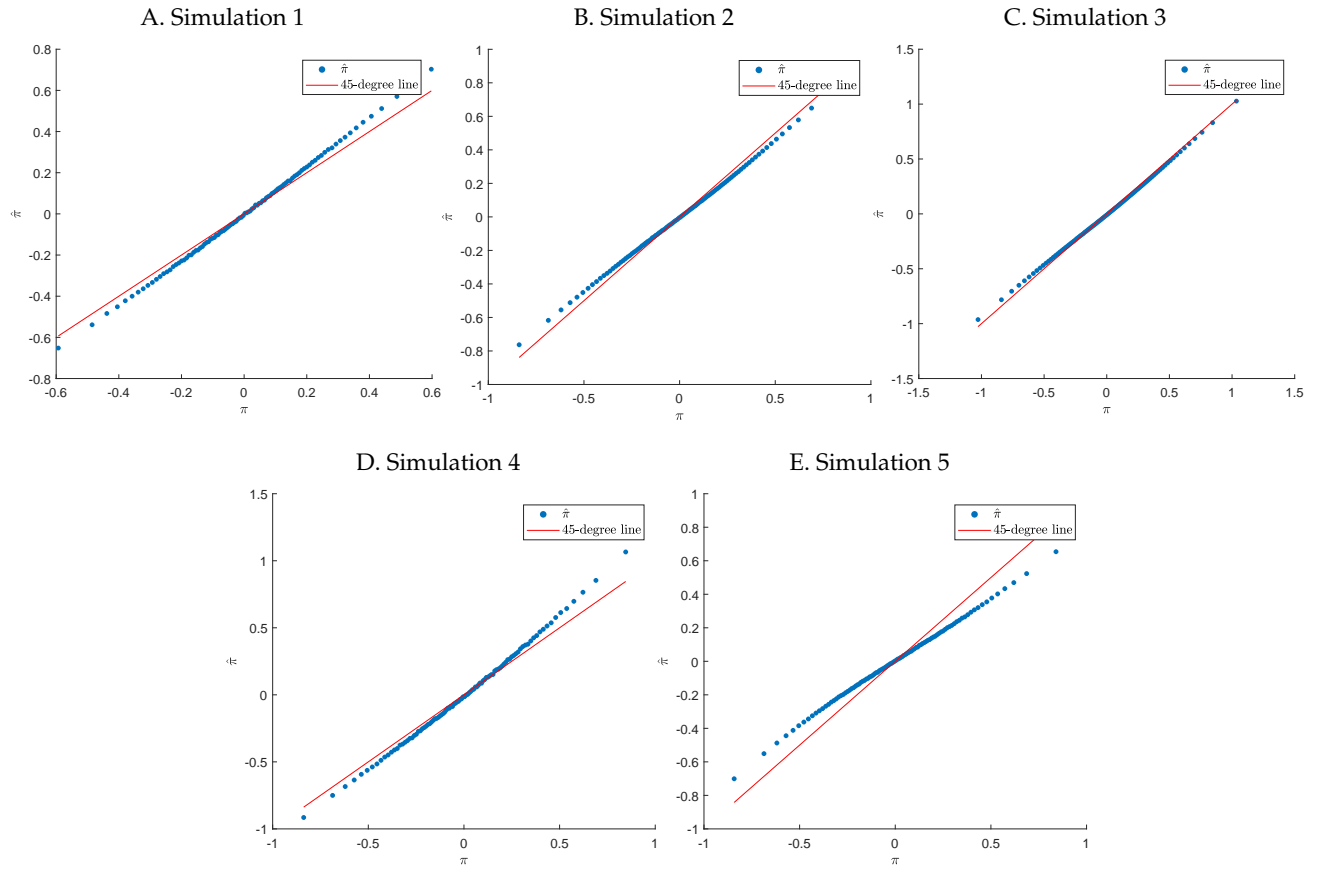 A. Simulation 1
0.8
0.6
0.4
0.2
0
-0.2
-0.4
-0.6
-0.8
-0.6
-0.4
-0.2
0
0.2
0.4
0.6
π
π̂
π̂
45-degree line
B. Simulation 2
1
0.8
0.6
0.4
0.2
0
-0.2
-0.4
-0.6
-0.8
-1
-1
-0.5
0
0.5
1
π
π̂
π̂
45-degree line
C. Simulation 3
1.5
1
0.5
0
-0.5
-1
-1.5
-1.5
-1
-0.5
0
0.5
1
1.5
π
π̂
π̂
45-degree line
D. Simulation 4
1.5
1
0.5
0
-0.5
-1
-1
-0.5
0
0.5
1
π
π̂
π̂
45-degree line
E. Simulation 5
1
0.8
0.6
0.4
0.2
0
-0.2
-0.4
-0.6
-0.8
-1
-1
-0.5
0
0.5
1
π
π̂
π̂
45-degree line